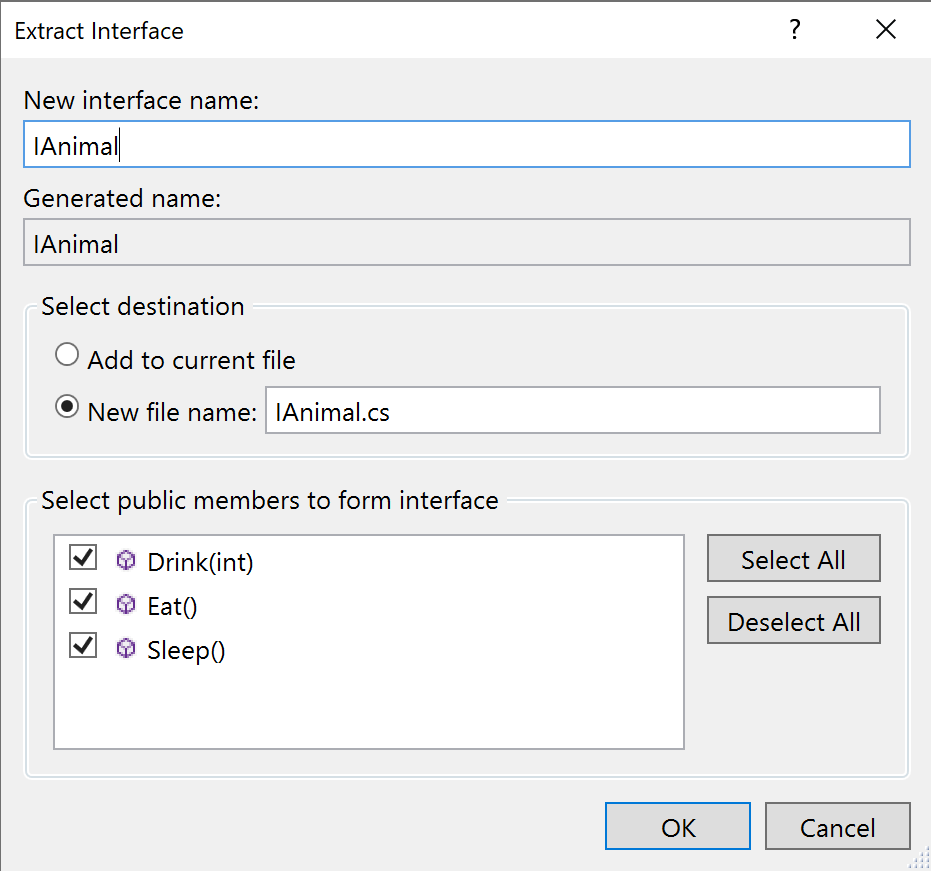 Extract Interface ?
New interface name:
IAnimal
Generated name:
IAnimal
Select destination
Add to current file
New file name: IAnimal.cs
Select public members to form interface
Drink(int)
Eat()
Sleep()
Select All
Deselect All
OK Cancel